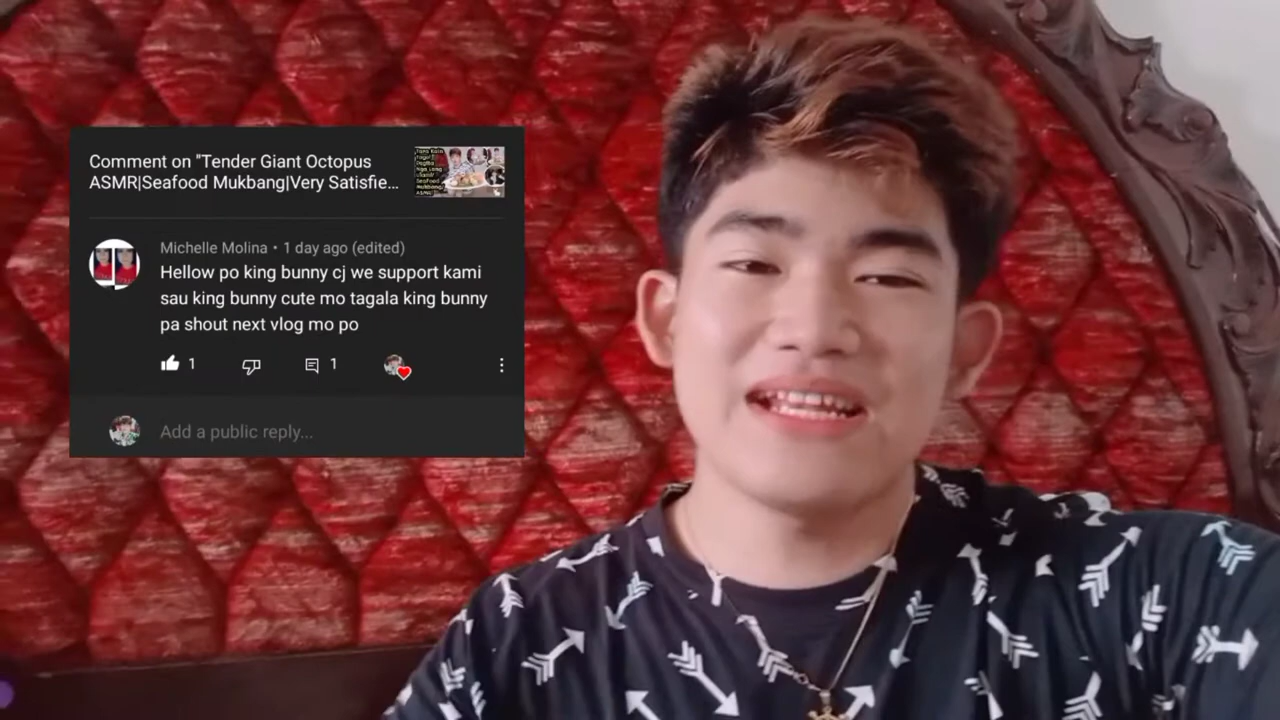 Comment on "Tender Giant Octopus
ASMR|Seafood Mukbang|Very Satisfie...
Michelle Molina • 1 day ago (edited)
Hellow po king bunny cj we support kami
sau king bunny cute mo tagala king bunny
pa shout next vlog mo po
1
1
Add a public reply...